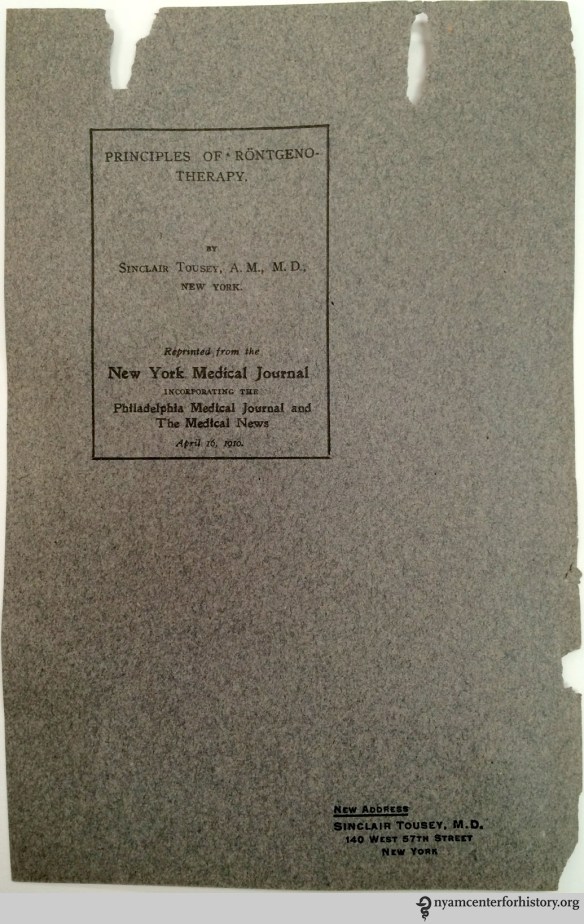 PRINCIPLES OF RÖNTGENO-
THERAPY.
BY
SINCLAIR TOUSEY, A. M., M. D.,
NEW YORK.
Reprinted from the
New York Medical Journal
INCORPORATING THE
Philadelphia Medical Journal and
The Medical News
April 16, 1910.
NEW ADDRESS
SINCLAIR TOUSEY, M.D.
140 WEST 57TH STREET
NEW YORK
nyamcenterforhistory.org